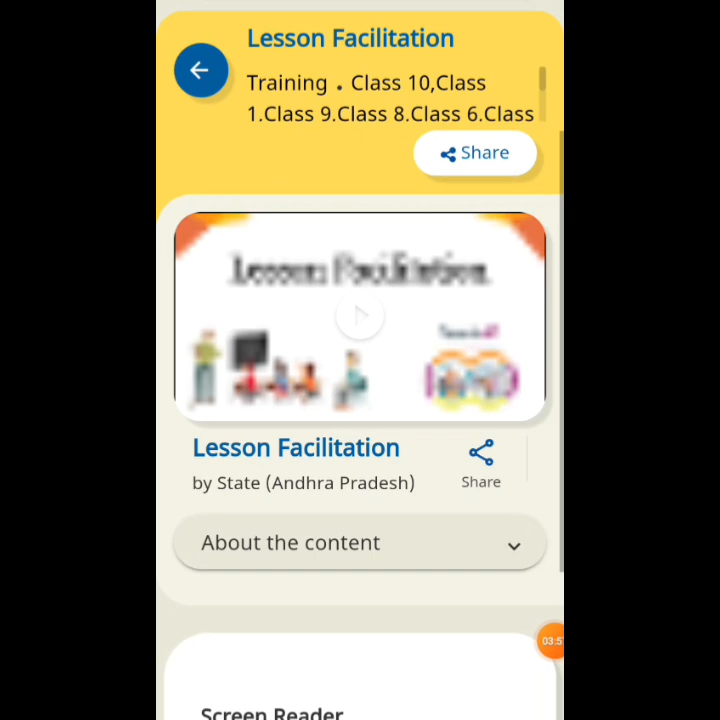 Lesson Facilitation
Training . Class 10,Class
1.Class 9.Class 8.Class 6.Class
Share
Lesson Facilitation
Lesson Facilitation
by State (Andhra Pradesh)
Share
About the content
Screen Reader